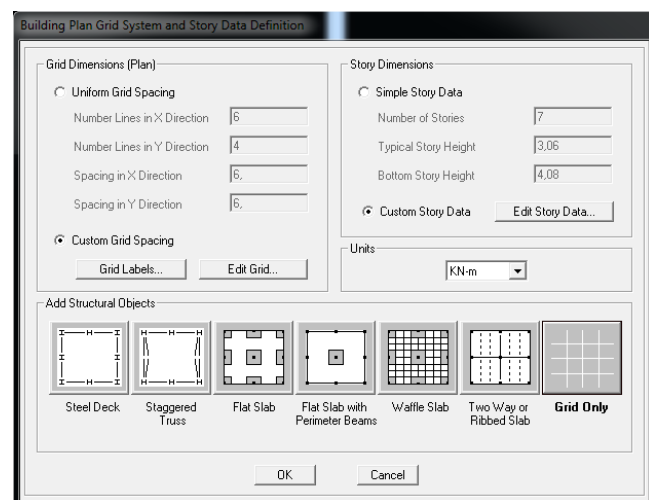 Building Plan Grid System and Story Data Definition
Grid Dimensions (Plan)
Uniform Grid Spacing
Number Lines in X Direction 6
Number Lines in Y Direction 4
Spacing in X Direction 6,
Spacing in Y Direction 6,
Custom Grid Spacing
Grid Labels... Edit Grid...
Story Dimensions
Simple Story Data
Number of Stories 7
Typical Story Height 3,06
Bottom Story Height 4,08
Custom Story Data Edit Story Data...
Units
KN-m
Add Structural Objects
Steel Deck
Staggered
Truss
Flat Slab
Flat Slab with
Perimeter Beams
Waffle Slab
Two Way or
Ribbed Slab
Grid Only
OK Cancel